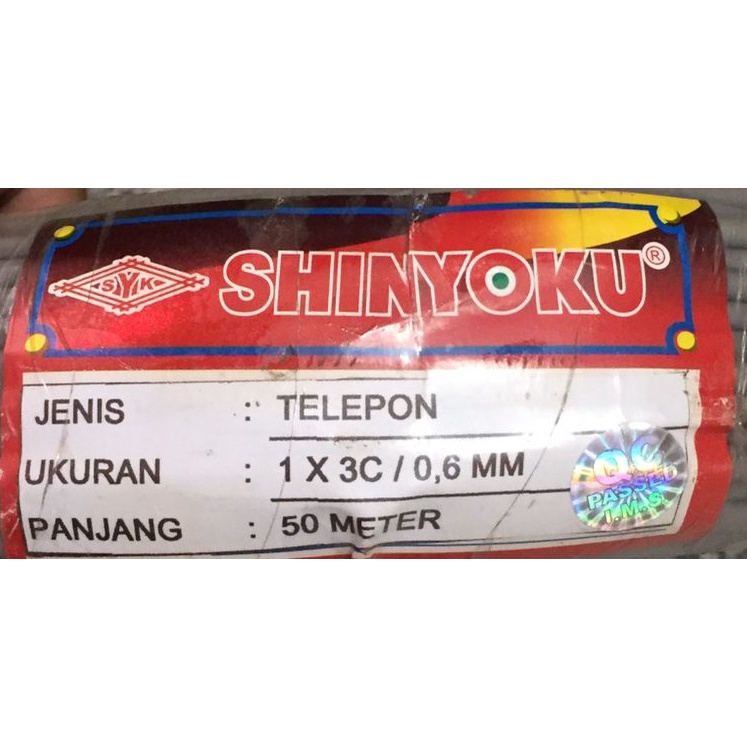 SYK SHINYOKU®
JENIS : TELEPON
UKURAN : 1 X 3C / 0,6 MM
PANJANG : 50 METER
QC
PASSED
I.M.S